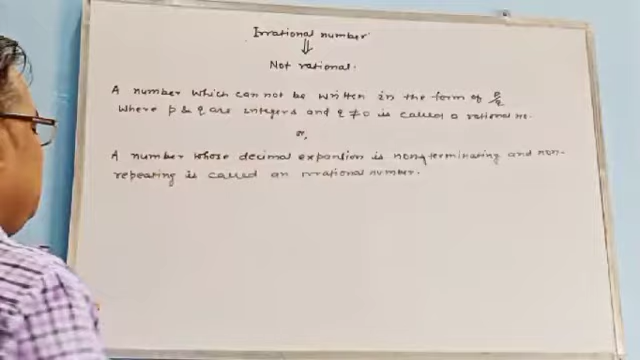 Irrational number
⇓
Not rational.
A number which can not be written in the form of p/q
where p & q are integers and q ≠ 0 is called a rational no.
or,
A number whose decimal expansion is non-terminating and non-
repeating is called an irrational number.